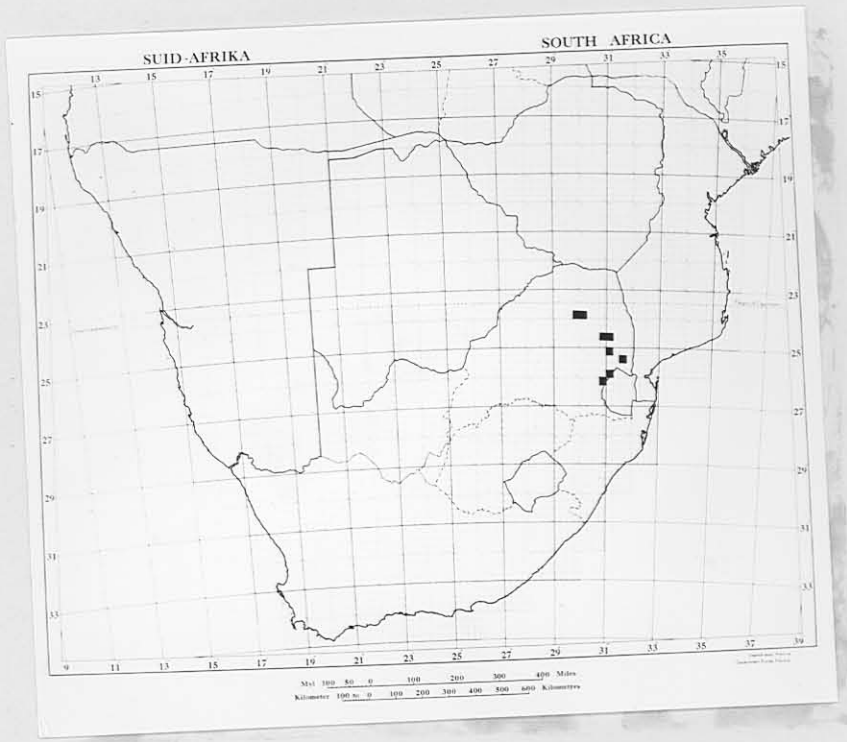 SUID-AFRIKA SOUTH AFRICA
13 15 17 19 21 23 25 27 29 31 33 35
15 15
17 17
19 19
21 21
23 23
25 25
27 27
29 29
31 31
33 33
9 11 13 15 17 19 21 23 25 27 29 31 33 35 37 39
Myl 100 50 0 100 200 300 400 Miles
Kilometer 100 50 0 100 200 300 400 500 600 Kilometres